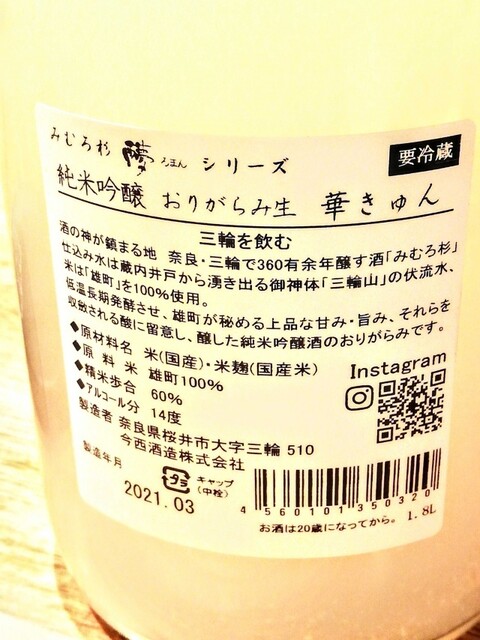 みむろ杉 夢 ろまん シリーズ
要冷蔵
純米吟醸 おりがらみ生 華きゅん
三輪を飲む
酒の神が鎮まる地 奈良・三輪で360有余年醸す酒「みむろ杉」
仕込み水は蔵内井戸から湧き出る御神体「三輪山」の伏流水、
米は「雄町」を100%使用。
低温長期発酵させ、雄町が秘める上品な甘み・旨み、それらを
収斂される酸に留意し、醸した純米吟醸酒のおりがらみです。
◆原材料名 米(国産)・米麹(国産米)
◆原料米 雄町100%
◆精米歩合 60%
◆アルコール分 14度
製造者 奈良県桜井市大字三輪510
今西酒造株式会社
Instagram
製造年月
2021.03
タラ
キャップ
(中栓)
4 560101 350320
お酒は20歳になってから。 1.8L